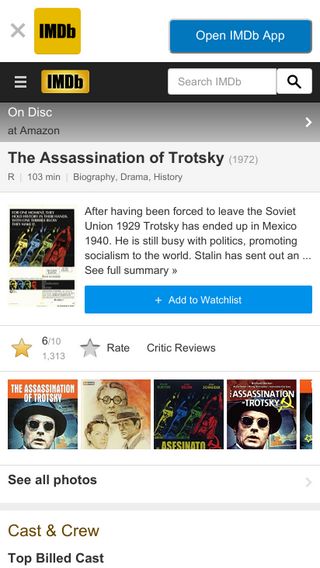 IMDb
Open IMDb App
IMDb
Search IMDb
On Disc
at Amazon
The Assassination of Trotsky (1972)
R | 103 min | Biography, Drama, History
After having been forced to leave the Soviet
Union 1929 Trotsky has ended up in Mexico
1940. He is still busy with politics, promoting
socialism to the world. Stalin has sent out an ...
See full summary »
+ Add to Watchlist
6/10
1,313
Rate
Critic Reviews
THE ASSASSINATION
OF TROTSKY
ASSASSINATION
TROTSKY
See all photos
Cast & Crew
Top Billed Cast